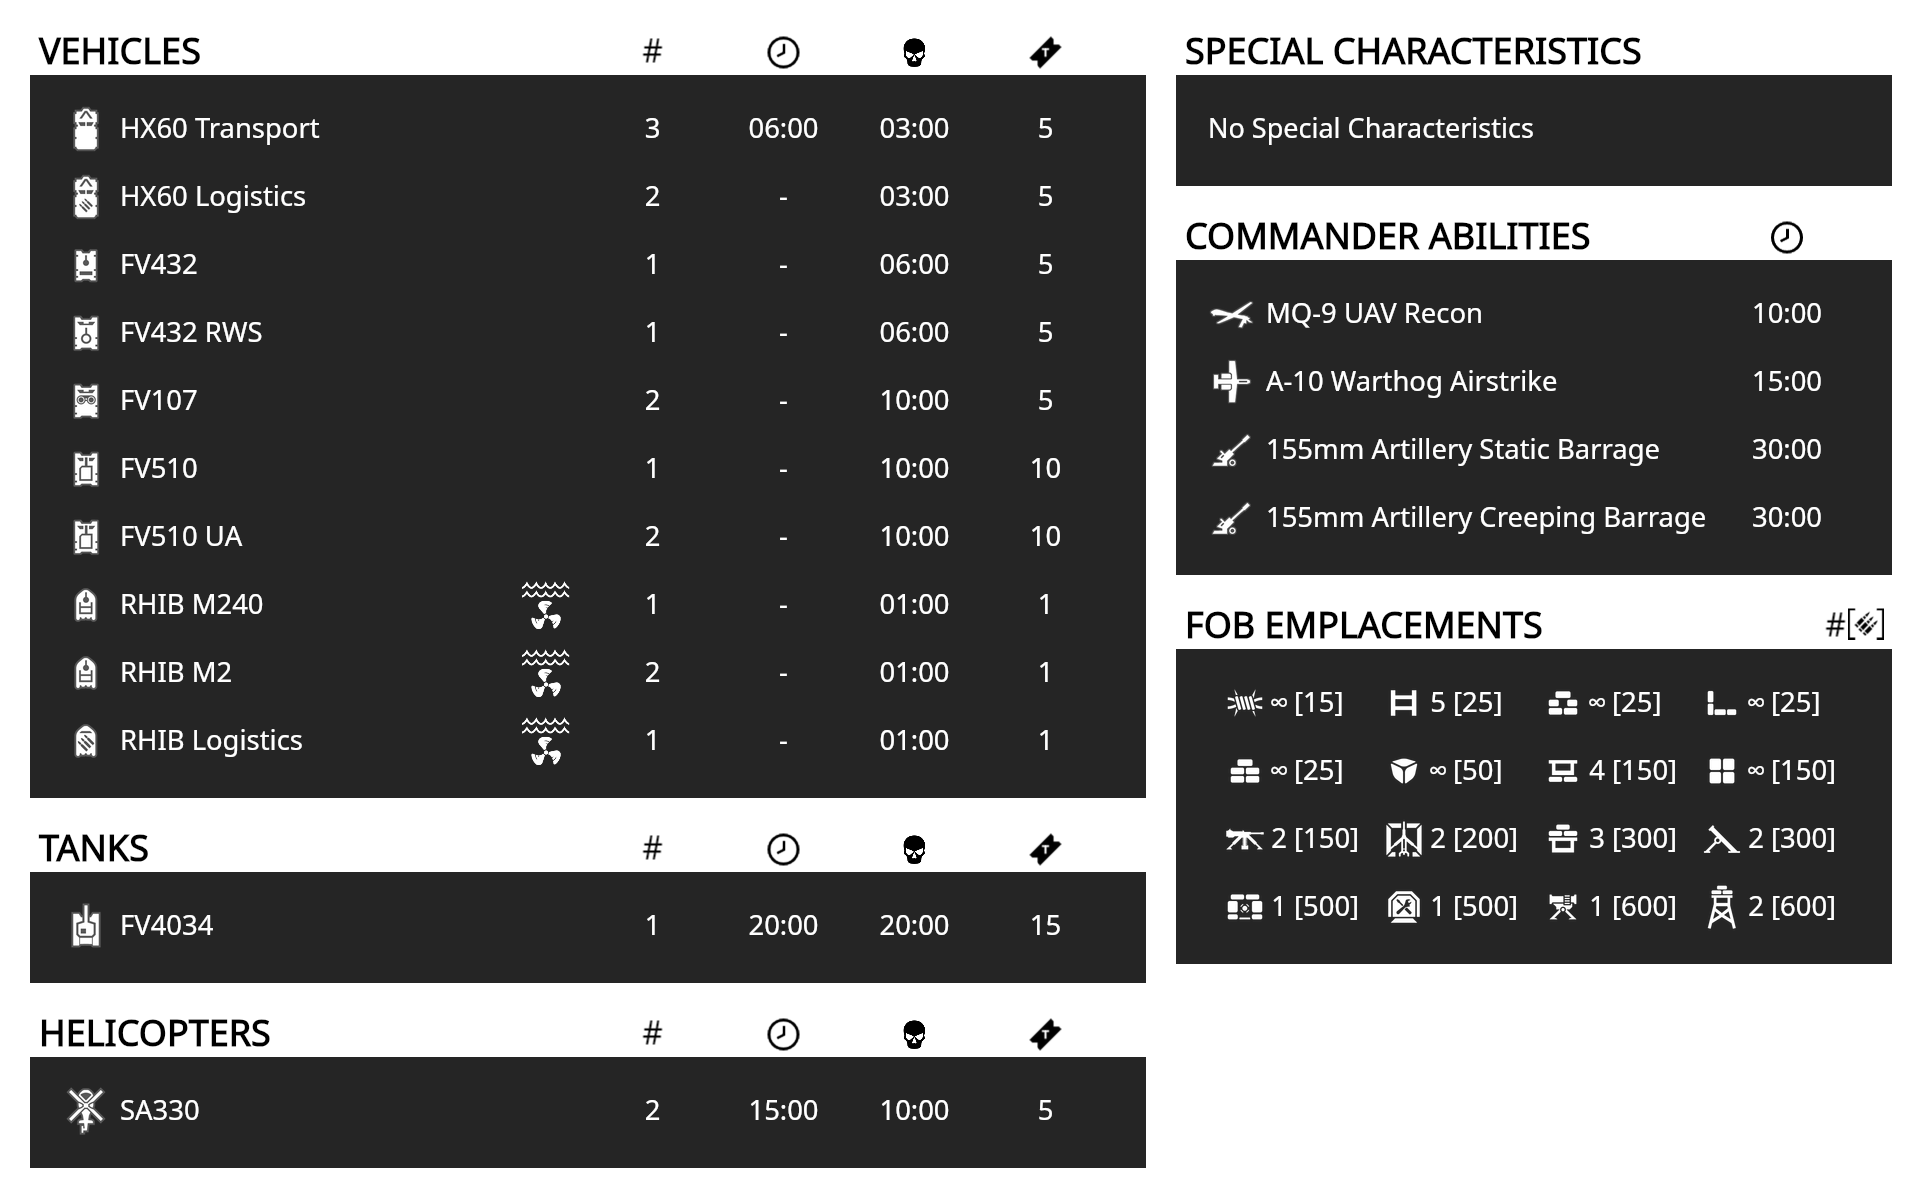 VEHICLES #
HX60 Transport 3 06:00 03:00 5
HX60 Logistics 2 - 03:00 5
FV432 1 - 06:00 5
FV432 RWS 1 - 06:00 5
FV107 2 - 10:00 5
FV510 1 - 10:00 10
FV510 UA 2 - 10:00 10
RHIB M240 1 - 01:00 1
RHIB M2 2 - 01:00 1
RHIB Logistics 1 - 01:00 1
TANKS #
FV4034 1 20:00 20:00 15
HELICOPTERS #
SA330 2 15:00 10:00 5
SPECIAL CHARACTERISTICS
No Special Characteristics
COMMANDER ABILITIES
MQ-9 UAV Recon 10:00
A-10 Warthog Airstrike 15:00
155mm Artillery Static Barrage 30:00
155mm Artillery Creeping Barrage 30:00
FOB EMPLACEMENTS #[]
∞ [15] 5 [25] ∞ [25] ∞ [25]
∞ [25] ∞ [50] 4 [150] ∞ [150]
2 [150] 2 [200] 3 [300] 2 [300]
1 [500] 1 [500] 1 [600] 2 [600]